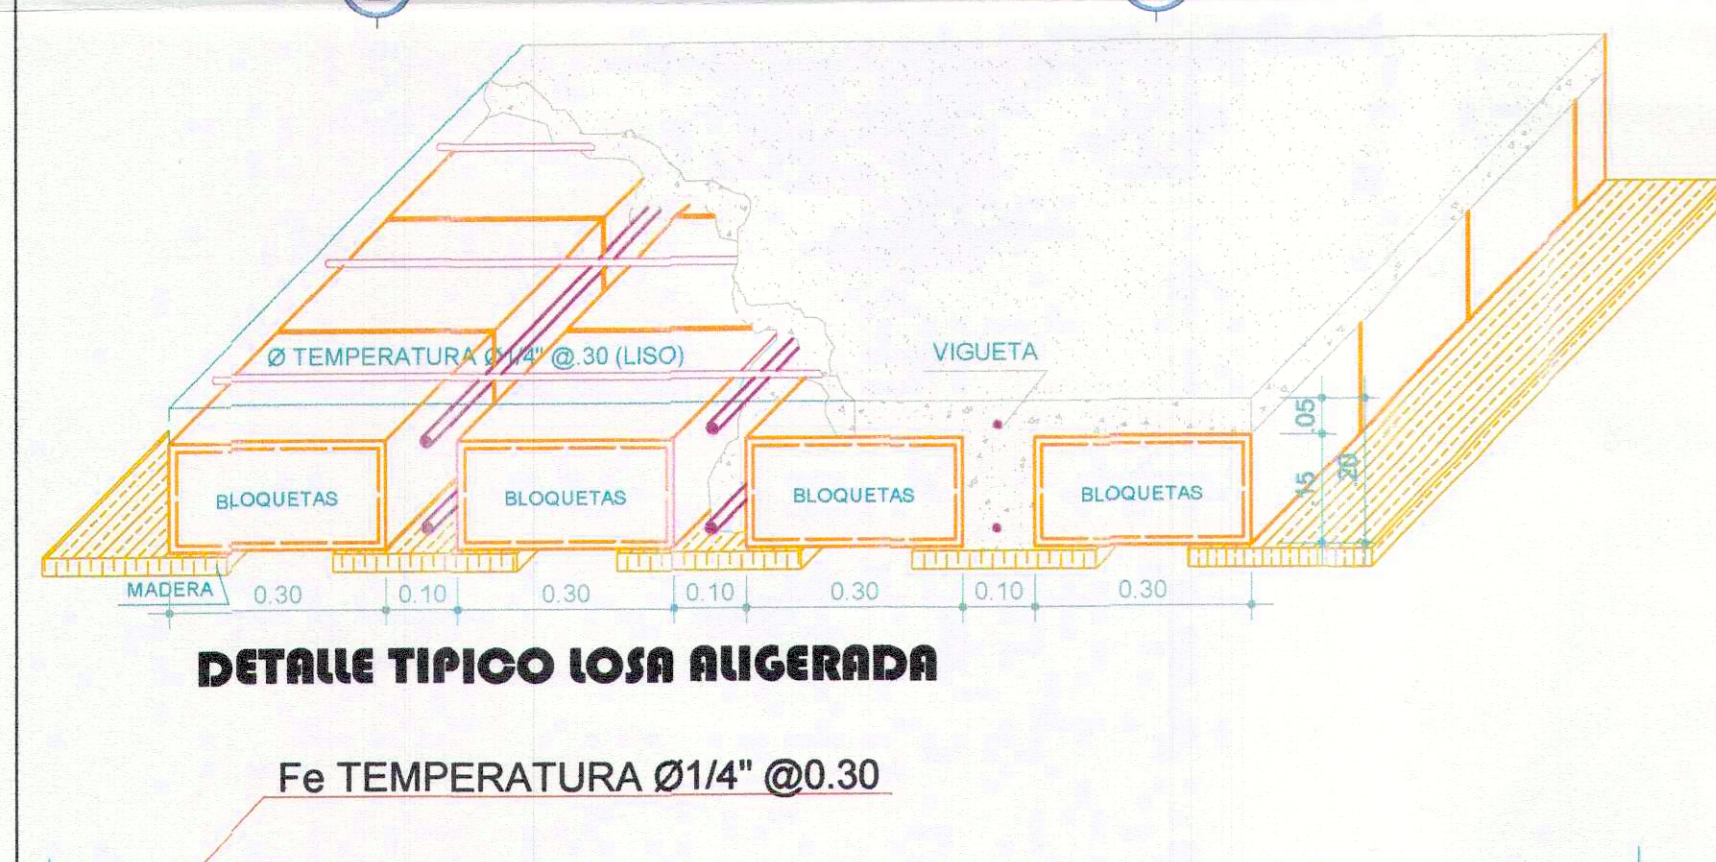 Ø TEMPERATURA Ø1/4" @.30 (LISO)
VIGUETA
.05
.15
.20
BLOQUETAS
BLOQUETAS
BLOQUETAS
BLOQUETAS
MADERA
0.30
0.10
0.30
0.10
0.30
0.10
0.30
DETALLE TIPICO LOSA ALIGERADA
Fe TEMPERATURA Ø1/4" @0.30